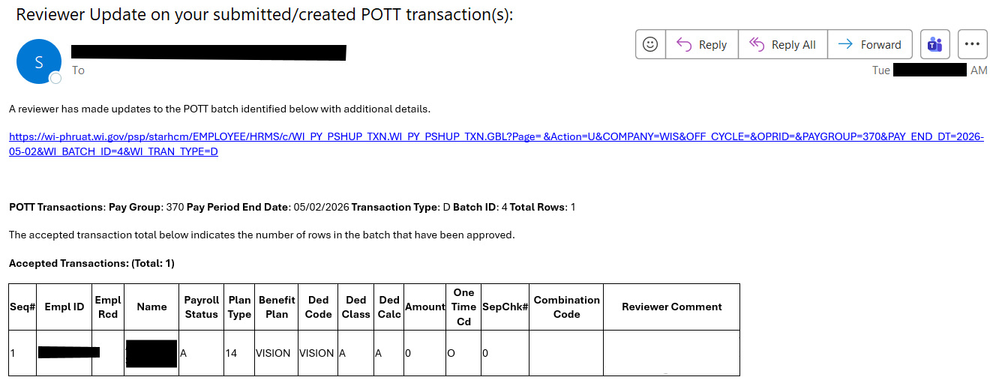 Reviewer Update on your submitted/created POTT transaction(s):
S
To
Reply
Reply All
Forward
Tue
AM
A reviewer has made updates to the POTT batch identified below with additional details.
https://wi-phruat.wi.gov/psp/starhcm/EMPLOYEE/HRMS/c/WI_PY_PSHUP_TXN.WI_PY_PSHUP_TXN.GBL?Page= &Action=U&COMPANY=WIS&OFF_CYCLE=&OPRID=&PAYGROUP=370&PAY_END_DT=2026-
05-02&WI_BATCH_ID=4&WI_TRAN_TYPE=D
POTT Transactions: Pay Group: 370 Pay Period End Date: 05/02/2026 Transaction Type: D Batch ID: 4 Total Rows: 1
The accepted transaction total below indicates the number of rows in the batch that have been approved.
Accepted Transactions: (Total: 1)
Seq# Empl ID Empl Rcd Name Payroll Status Plan Type Benefit Plan Ded Code Ded Class Ded Calc Amount One Time Cd SepChk# Combination Code Reviewer Comment
1 A 14 VISION VISION A A 0 O 0